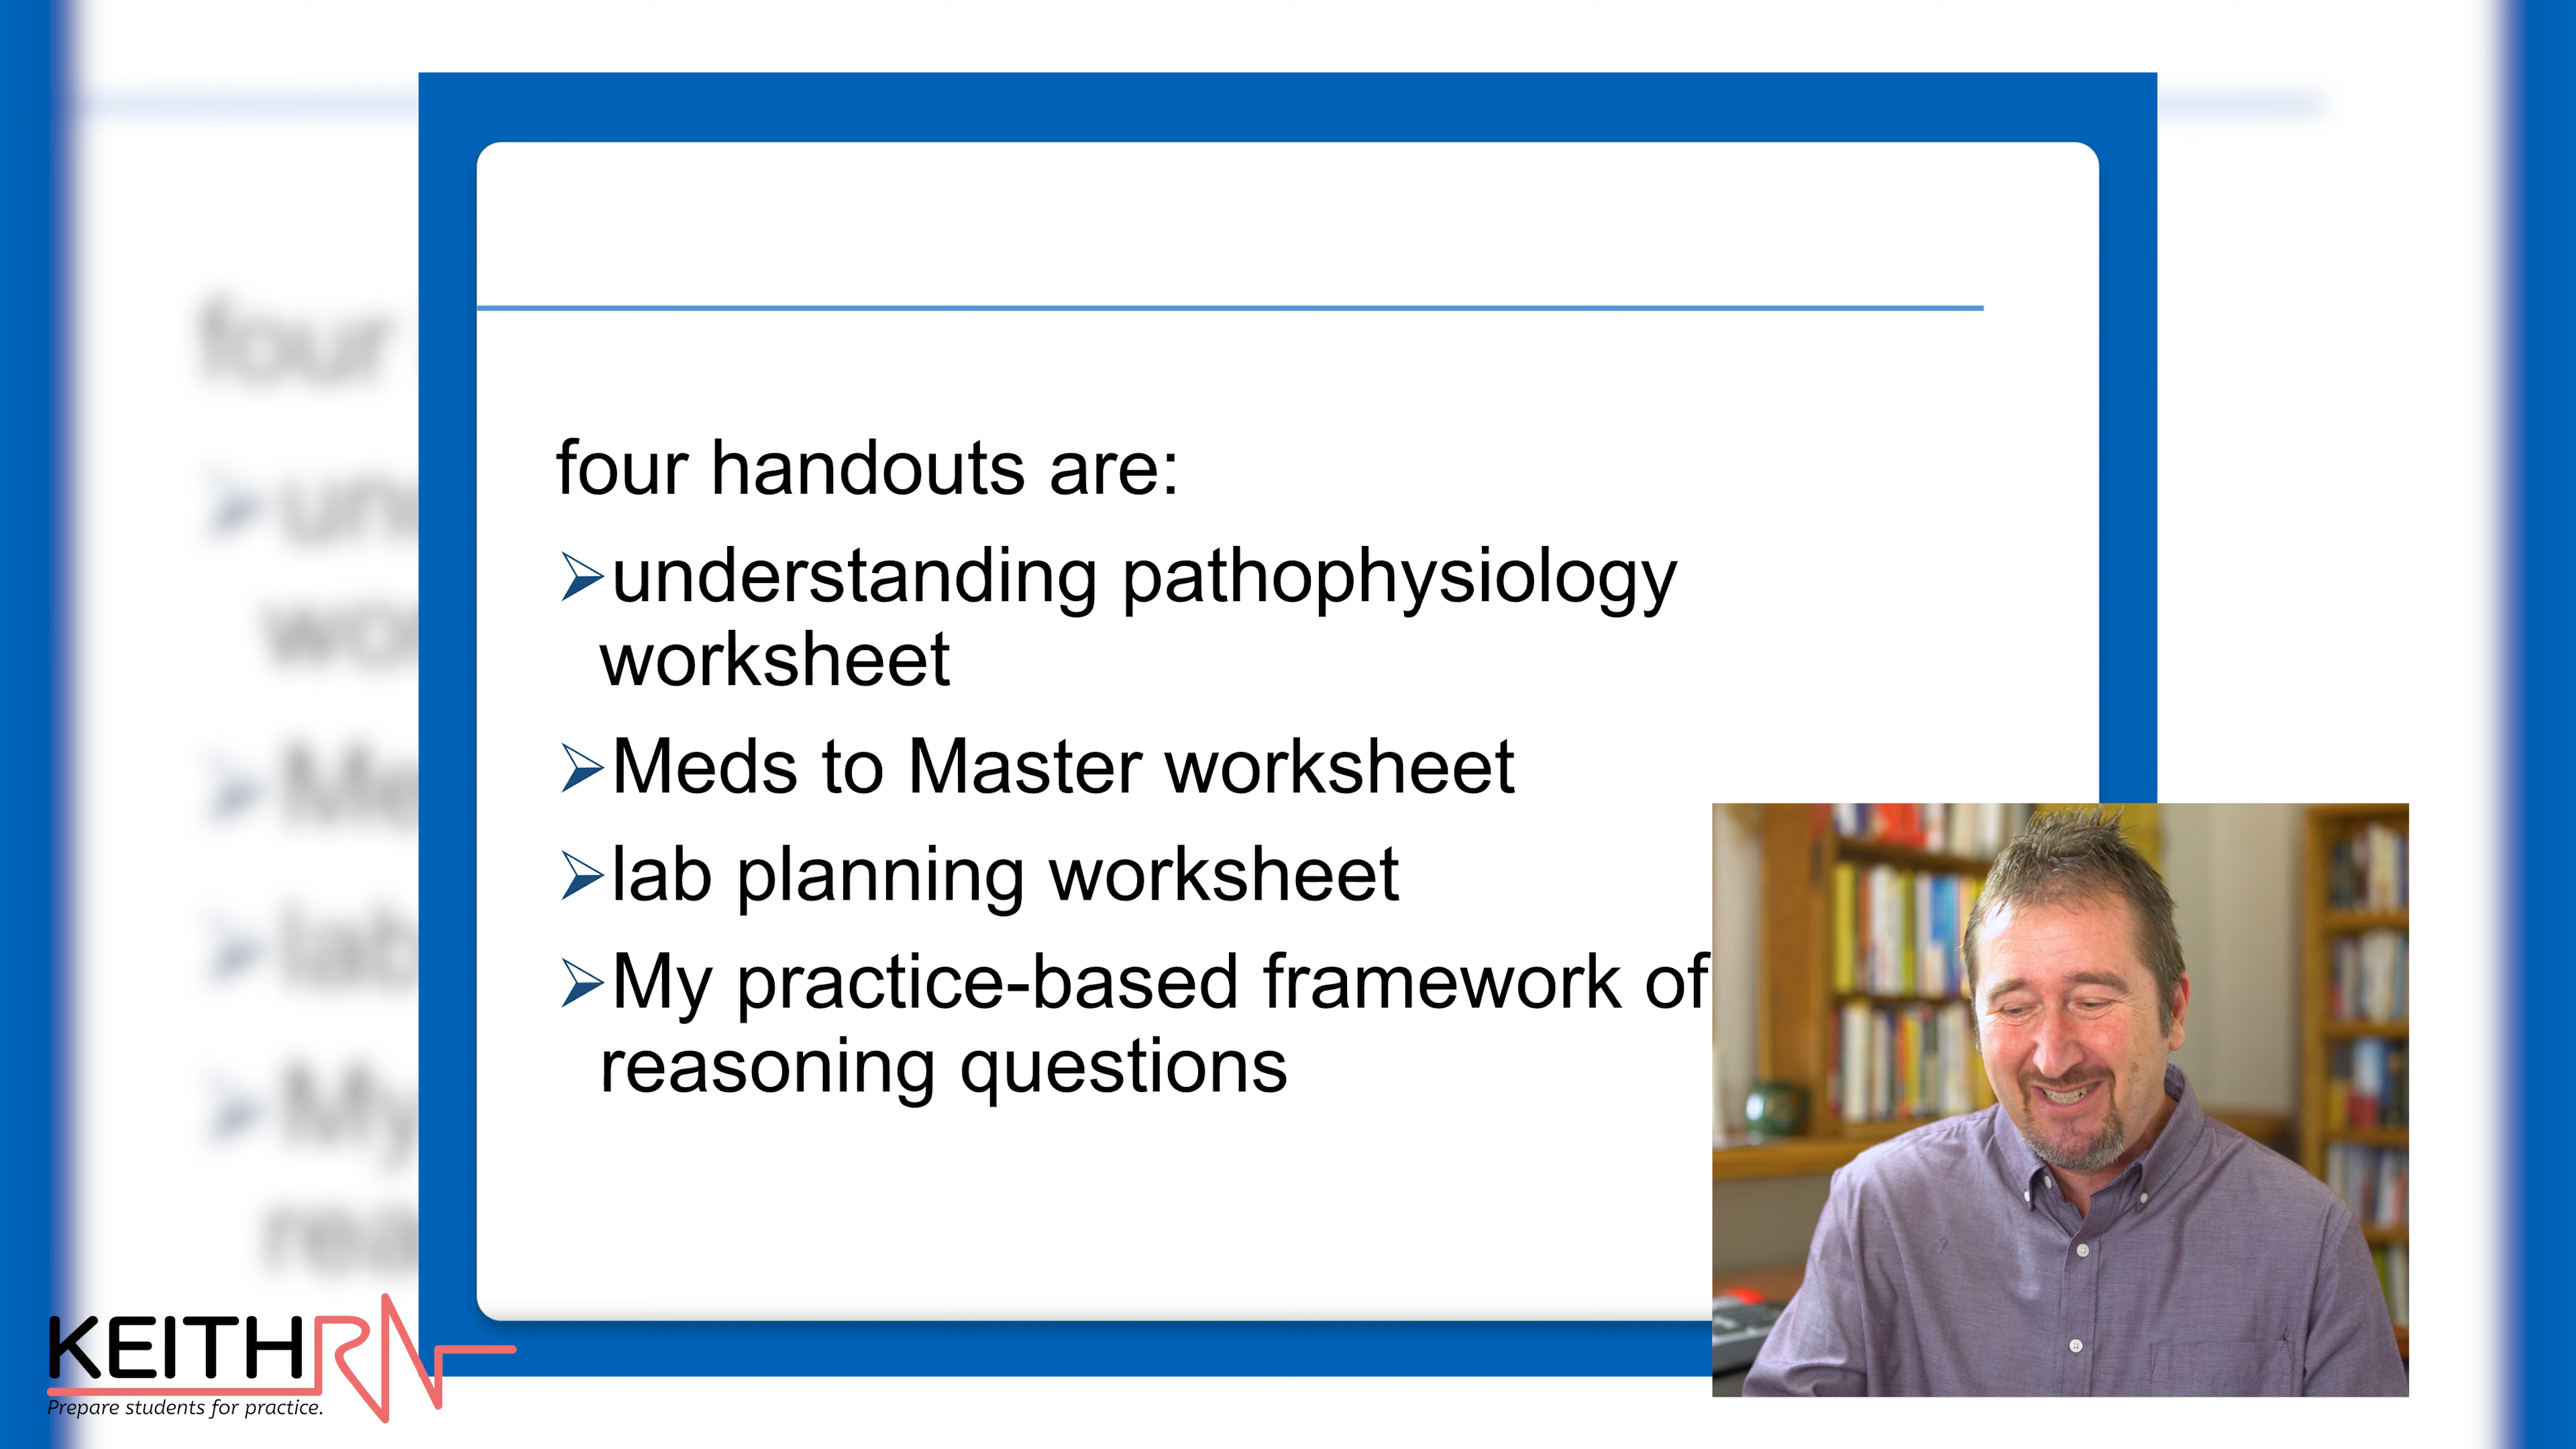 four handouts are:
➢understanding pathophysiology
worksheet
➢Meds to Master worksheet
➢lab planning worksheet
➢My practice-based framework of
reasoning questions
KEITHRN
Prepare students for practice.